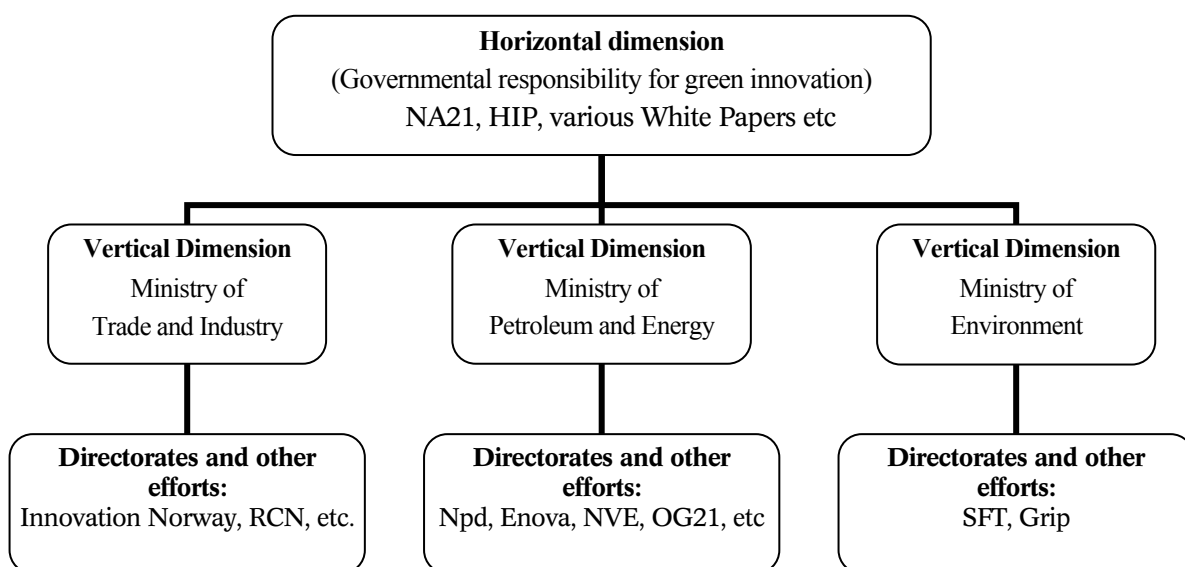 Horizontal dimension
(Governmental responsibility for green innovation)
NA21, HIP, various White Papers etc
Vertical Dimension
Ministry of
Trade and Industry
Vertical Dimension
Ministry of
Petroleum and Energy
Vertical Dimension
Ministry of
Environment
Directorates and other
efforts:
Innovation Norway, RCN, etc.
Directorates and other
efforts:
Npd, Enova, NVE, OG21, etc
Directorates and other
efforts:
SFT, Grip